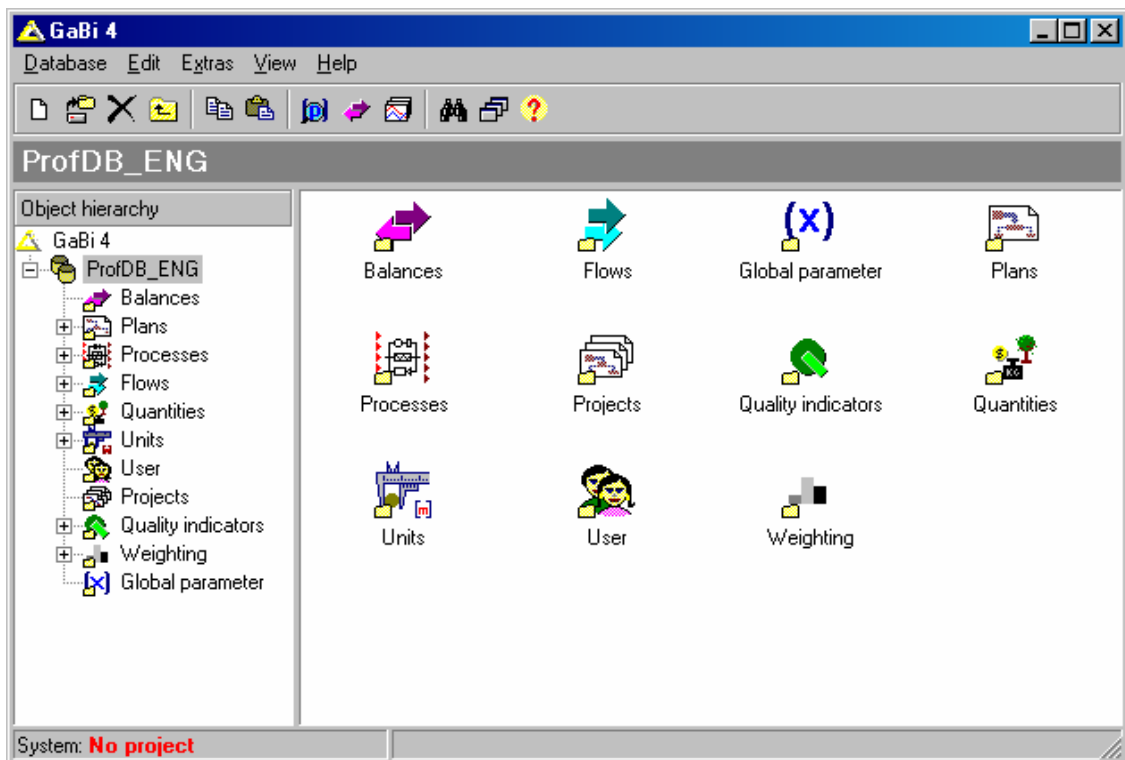 GaBi 4
Database Edit Extras View Help
ProfDB_ENG
Object hierarchy
GaBi 4
ProfDB_ENG
Balances
Plans
Processes
Flows
Quantities
Units
User
Projects
Quality indicators
Weighting
Global parameter
Balances Flows Global parameter Plans
Processes Projects Quality indicators Quantities
Units User Weighting
System: No project